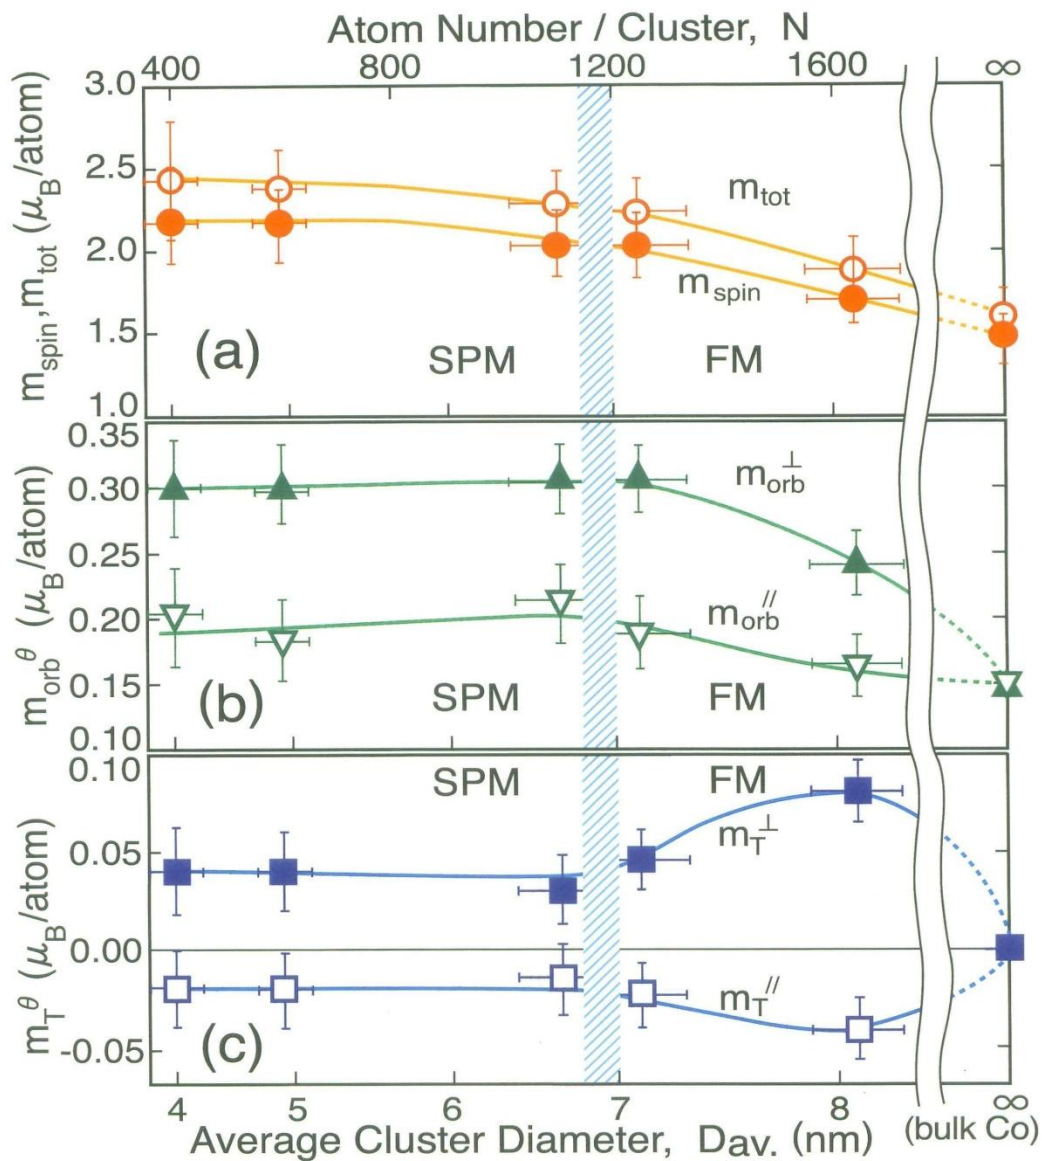 Atom Number / Cluster, N
400 800 1200 1600 ∞
3.0
2.5
2.0
1.5
1.0
m_spin, m_tot (μ_B/atom)
m_tot
m_spin
(a) SPM FM
0.35
0.30
0.25
0.20
0.15
0.10
m_orb^θ (μ_B/atom)
m_orb^⊥
m_orb^//
(b) SPM FM
0.10
0.05
0.00
-0.05
m_T^θ (μ_B/atom)
SPM FM
m_T^⊥
m_T^//
(c)
4 5 6 7 8 ∞
Average Cluster Diameter, D_av. (nm) (bulk Co)